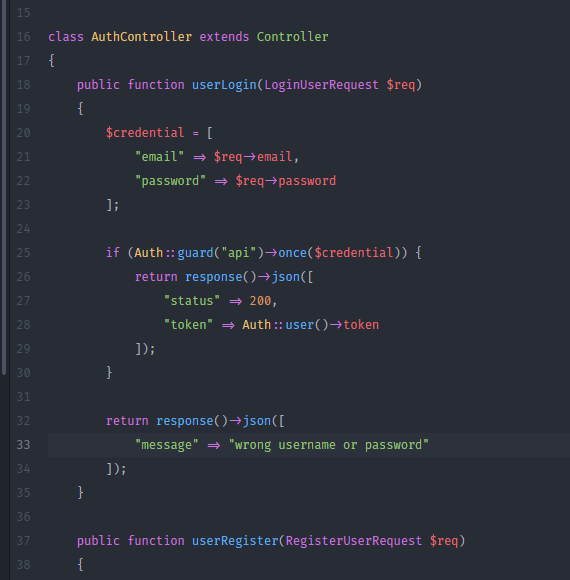 15
16 class AuthController extends Controller
17 {
18     public function userLogin(LoginUserRequest $req)
19     {
20         $credential = [
21             "email" => $req->email,
22             "password" => $req->password
23         ];
24
25         if (Auth::guard("api")->once($credential)) {
26             return response()->json([
27                 "status" => 200,
28                 "token" => Auth::user()->token
29             ]);
30         }
31
32         return response()->json([
33             "message" => "wrong username or password"
34         ]);
35     }
36
37     public function userRegister(RegisterUserRequest $req)
38     {